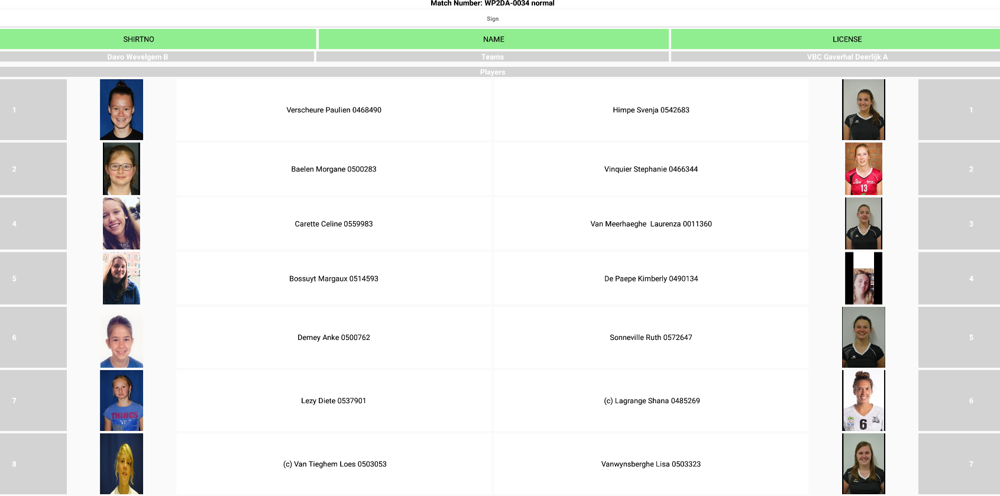 Match Number: WP2DA-0034 normal
Sign
SHIRTNO NAME LICENSE
Davo Wevelgem B Teams VBC Gaverhal Deerlijk A
Players
1 Verscheure Paulien 0468490 Himpe Svenja 0542683 1
2 Baelen Morgane 0500283 Vinquier Stephanie 0466344 13 2
4 Carette Celine 0559983 Van Meerhaeghe Laurenza 0011360 3
5 Bossuyt Margaux 0514593 De Paepe Kimberly 0490134 4
6 Demey Anke 0500762 Sonneville Ruth 0572647 5
7 THINGS Lezy Diete 0537901 (c) Lagrange Shana 0485269 6 6
8 (c) Van Tieghem Loes 0503053 Vanwynsberghe Lisa 0503323 7